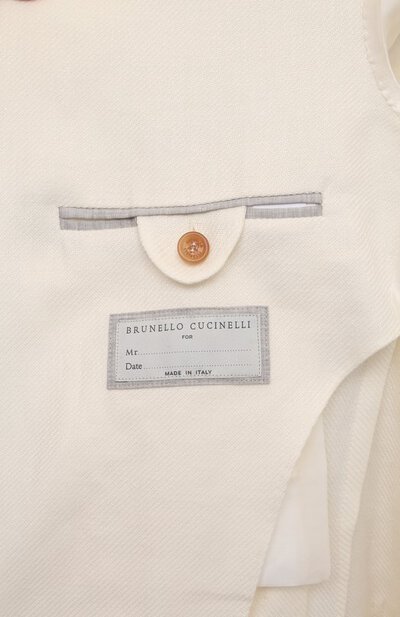 BRUNELLO CUCINELLI
FOR
Mr.......................................
Date.....................................
MADE IN ITALY